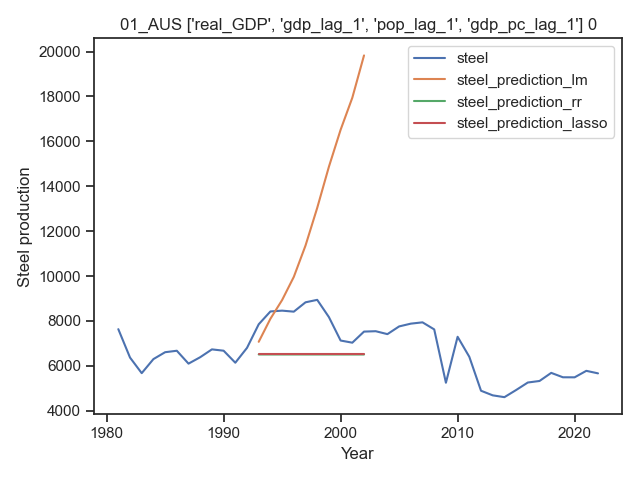 01_AUS ['real_GDP', 'gdp_lag_1', 'pop_lag_1', 'gdp_pc_lag_1'] 0
steel
steel_prediction_lm
steel_prediction_rr
steel_prediction_lasso
20000
18000
16000
14000
12000
10000
8000
6000
4000
Steel production
1980
1990
2000
2010
2020
Year